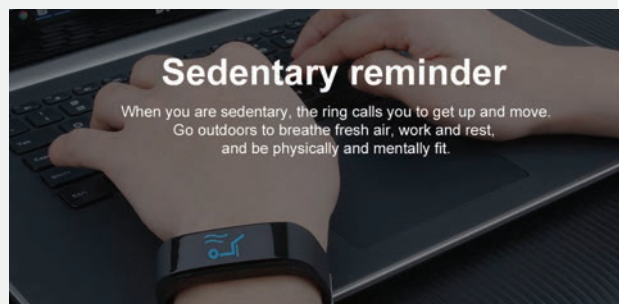 Sedentary reminder
When you are sedentary, the ring calls you to get up and move.
Go outdoors to breathe fresh air, work and rest,
and be physically and mentally fit.